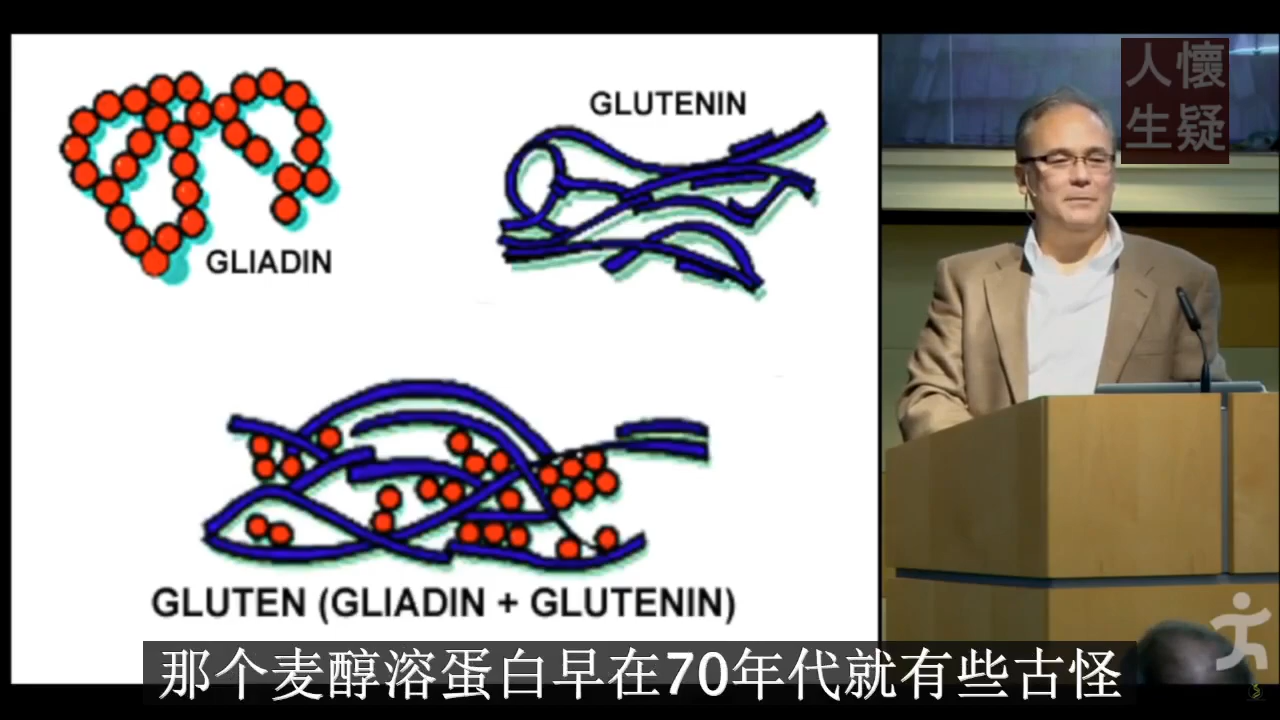 GLUTENIN
GLIADIN
GLUTEN (GLIADIN + GLUTENIN)
人懷
生疑
那个麦醇溶蛋白早在70年代就有些古怪